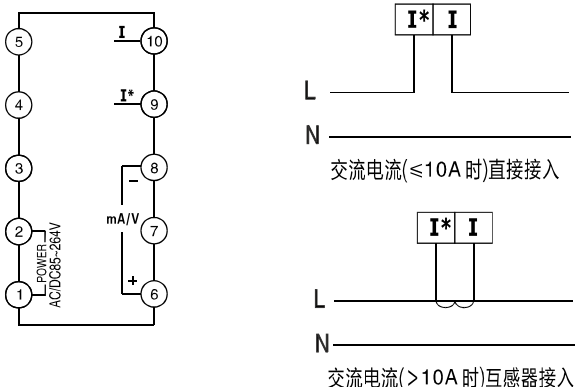 5
4
3
2
1
POWER
AC/DC85~264V
I
10
I*
9
8
−
mA/V
7
+
6
I* I
L
N
交流电流(≤10A 时)直接接入
I* I
L
N
交流电流(>10A 时)互感器接入